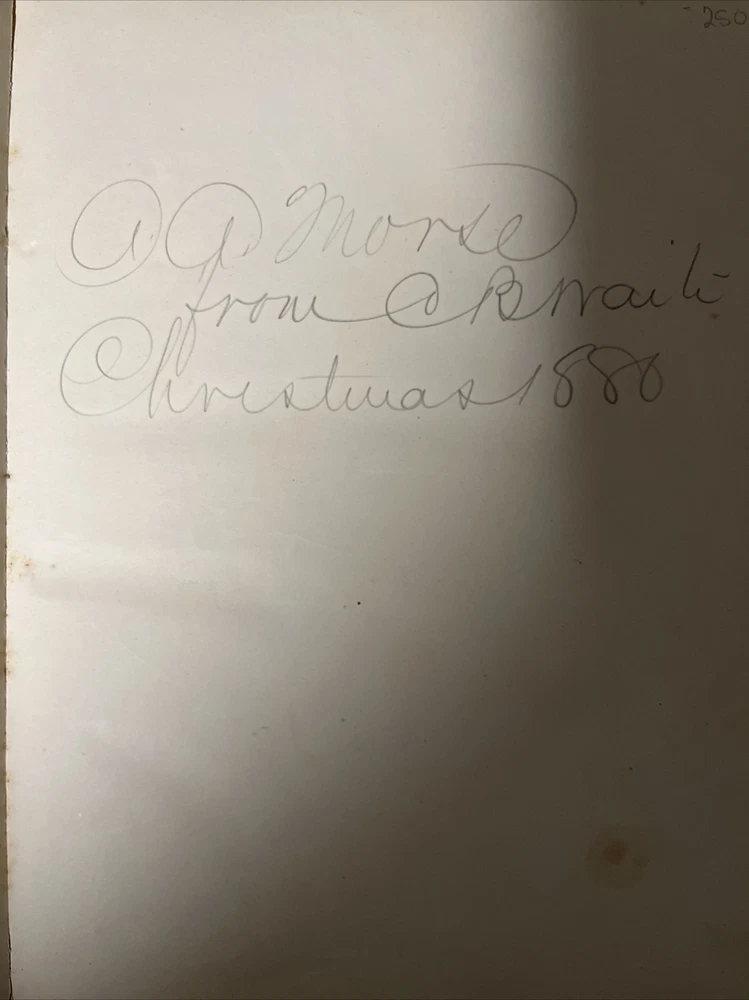 250
A A Morse
from C B Waite
Christmas 1880